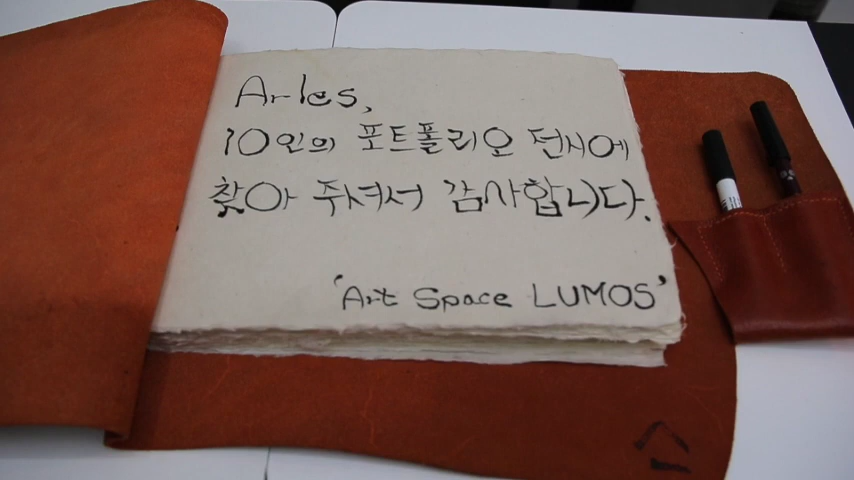 Arles,
10인의 포트폴리오 전시에
찾아 주셔서 감사합니다.
'Art Space LUMOS'